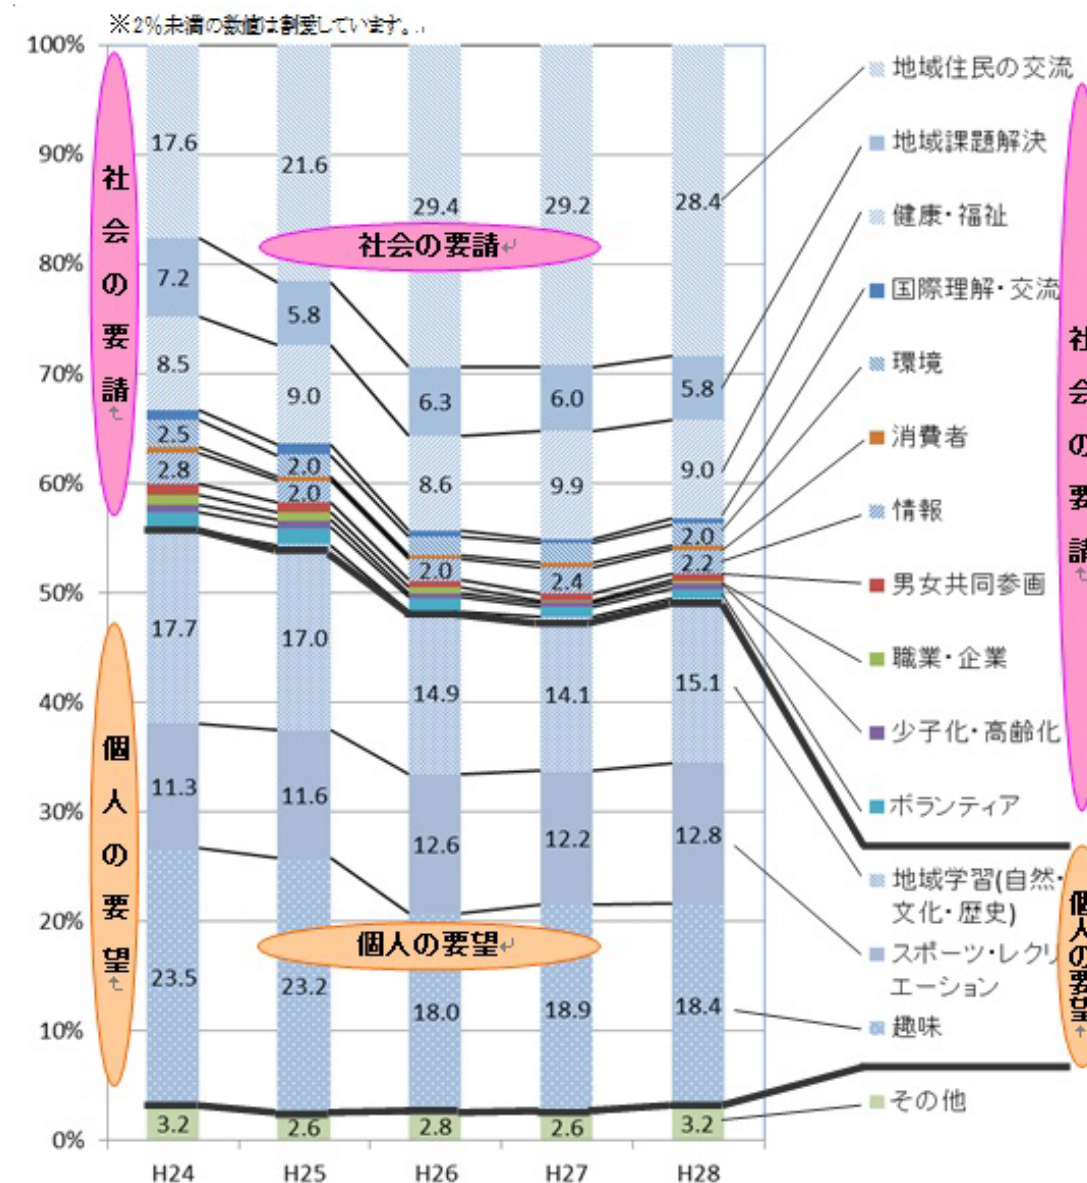 ※2％未満の数値は割愛しています。
100%
90%
80%
70%
60%
50%
40%
30%
20%
10%
0%
社会の要請
個人の要望
社会の要請
個人の要望
17.6
7.2
8.5
2.5
2.8
17.7
11.3
23.5
3.2
21.6
5.8
9.0
2.0
2.0
17.0
11.6
23.2
2.6
29.4
6.3
8.6
2.0
14.9
12.6
18.0
2.8
29.2
6.0
9.9
2.4
14.1
12.2
18.9
2.6
28.4
5.8
9.0
2.0
2.2
15.1
12.8
18.4
3.2
H24
H25
H26
H27
H28
地域住民の交流
地域課題解決
健康・福祉
国際理解・交流
環境
消費者
情報
男女共同参画
職業・企業
少子化・高齢化
ボランティア
地域学習(自然・
文化・歴史)
スポーツ・レクリ
エーション
趣味
その他
社会の要請
個人の要望